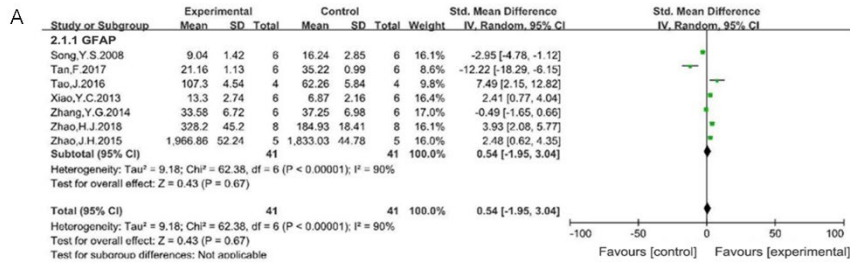 A
Experimental Control Std. Mean Difference Std. Mean Difference
Study or Subgroup Mean SD Total Mean SD Total Weight IV, Random, 95% CI IV, Random, 95% CI
2.1.1 GFAP
Song,Y.S.2008 9.04 1.42 6 16.24 2.85 6 16.1% -2.95 [-4.78, -1.12]
Tan,F.2017 21.16 1.13 6 35.22 0.99 6 8.6% -12.22 [-18.29, -6.15]
Tao,J.2016 107.3 4.54 4 62.26 5.84 4 9.4% 7.49 [2.15, 12.82]
Xiao,Y.C.2013 13.3 2.74 6 6.87 2.16 6 16.4% 2.41 [0.77, 4.04]
Zhang,Y.G.2014 33.58 6.72 6 37.25 6.98 6 17.4% -0.49 [-1.65, 0.66]
Zhao,H.J.2018 328.2 45.2 8 184.93 18.41 8 16.1% 3.93 [2.08, 5.77]
Zhao,J.H.2015 1,966.86 52.24 5 1,833.03 44.78 5 16.0% 2.48 [0.62, 4.35]
Subtotal (95% CI) 41 41 100.0% 0.54 [-1.95, 3.04]
Heterogeneity: Tau² = 9.18; Chi² = 62.38, df = 6 (P < 0.00001); I² = 90%
Test for overall effect: Z = 0.43 (P = 0.67)
Total (95% CI) 41 41 100.0% 0.54 [-1.95, 3.04]
Heterogeneity: Tau² = 9.18; Chi² = 62.38, df = 6 (P < 0.00001); I² = 90%
Test for overall effect: Z = 0.43 (P = 0.67)
Test for subgroup differences: Not applicable
-100 -50 0 50 100
Favours [control] Favours [experimental]